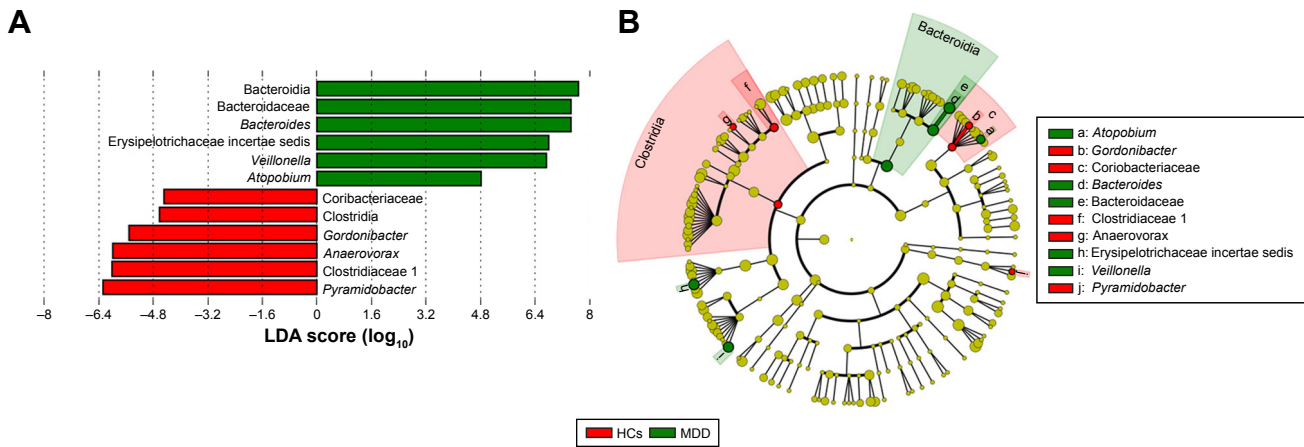 A
Bacteroidia
Bacteroidaceae
Bacteroides
Erysipelotrichaceae incertae sedis
Veillonella
Atopobium
Coribacteriaceae
Clostridia
Gordonibacter
Anaerovorax
Clostridiaceae 1
Pyramidobacter
–8 –6.4 –4.8 –3.2 –1.6 0 1.6 3.2 4.8 6.4 8
LDA score (log10)
B
Bacteroidia
Clostridia
f
g
e
d
c
b
a
h
i
j
a: Atopobium
b: Gordonibacter
c: Coriobacteriaceae
d: Bacteroides
e: Bacteroidaceae
f: Clostridiaceae 1
g: Anaerovorax
h: Erysipelotrichaceae incertae sedis
i: Veillonella
j: Pyramidobacter
HCs MDD